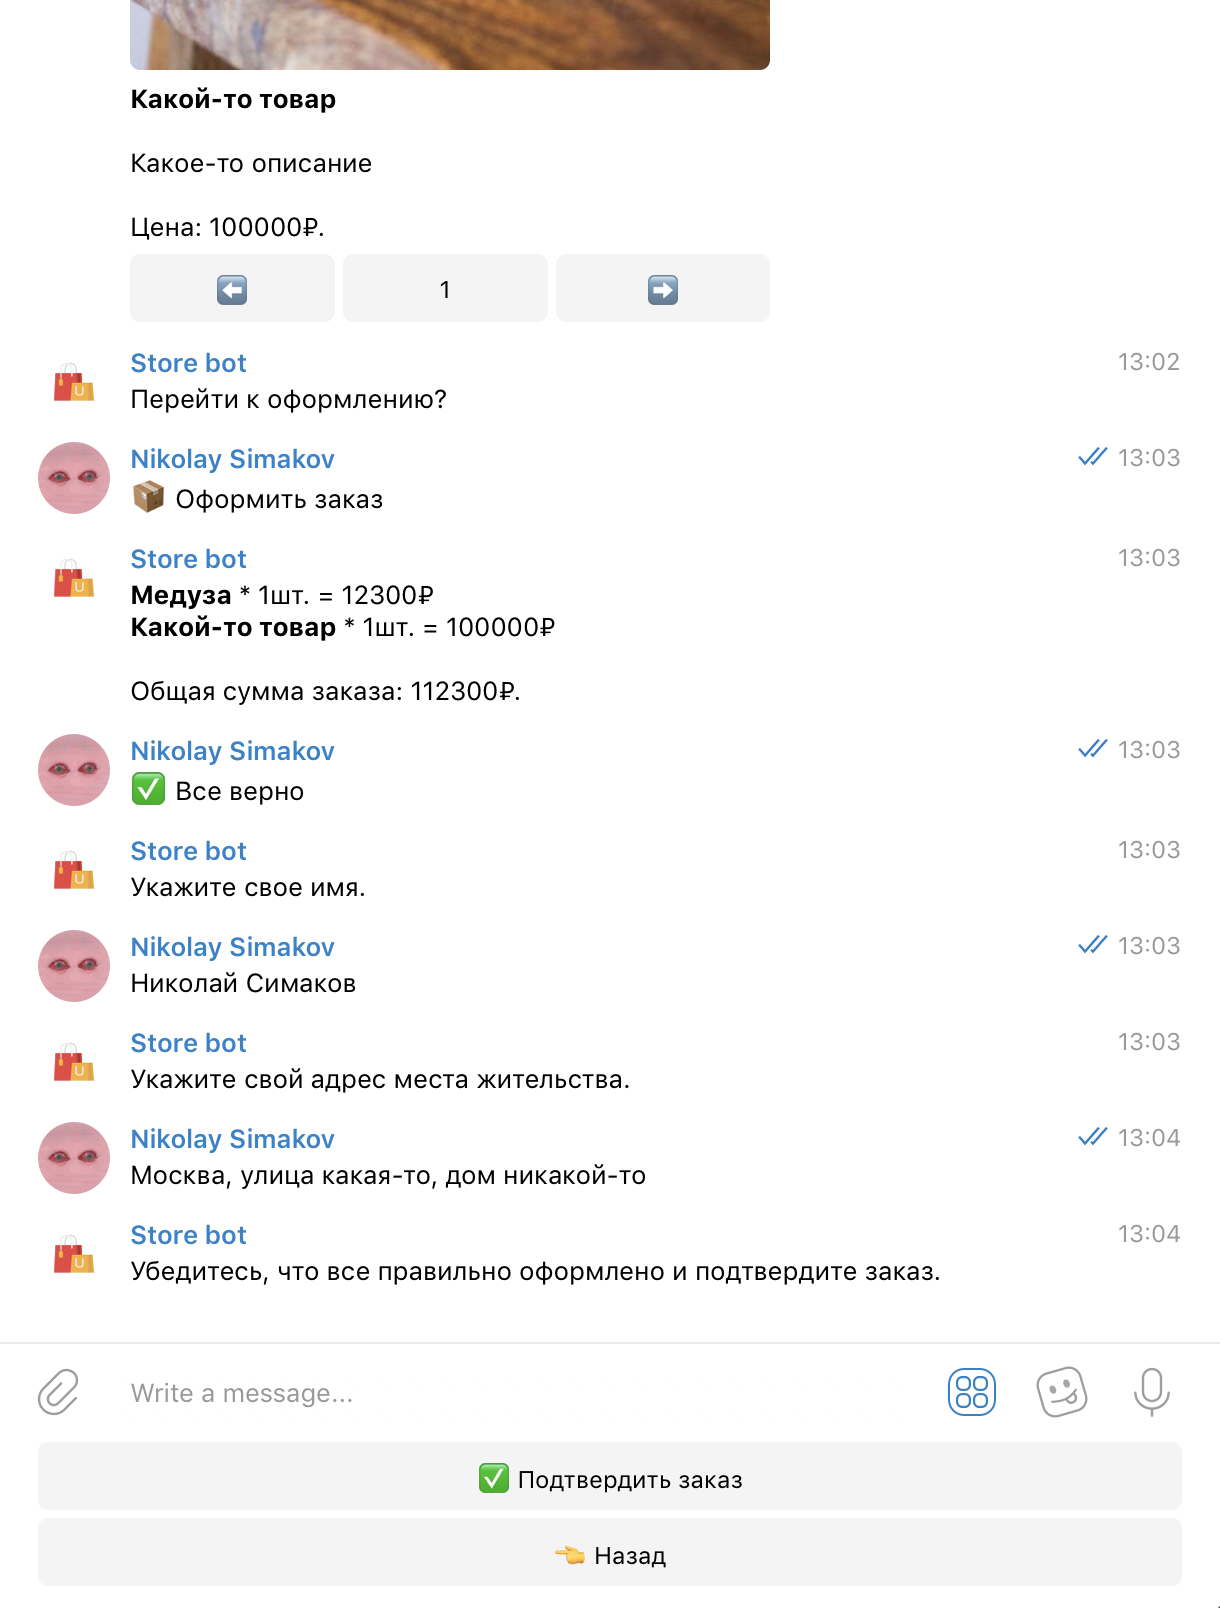 Какой-то товар
Какое-то описание
Цена: 100000₽.
1
Store bot 13:02
Перейти к оформлению?
Nikolay Simakov 13:03
📦 Оформить заказ
Store bot 13:03
Медуза * 1шт. = 12300₽
Какой-то товар * 1шт. = 100000₽
Общая сумма заказа: 112300₽.
Nikolay Simakov 13:03
✅ Все верно
Store bot 13:03
Укажите свое имя.
Nikolay Simakov 13:03
Николай Симаков
Store bot 13:03
Укажите свой адрес места жительства.
Nikolay Simakov 13:04
Москва, улица какая-то, дом никакой-то
Store bot 13:04
Убедитесь, что все правильно оформлено и подтвердите заказ.
Write a message...
✅ Подтвердить заказ
👈 Назад